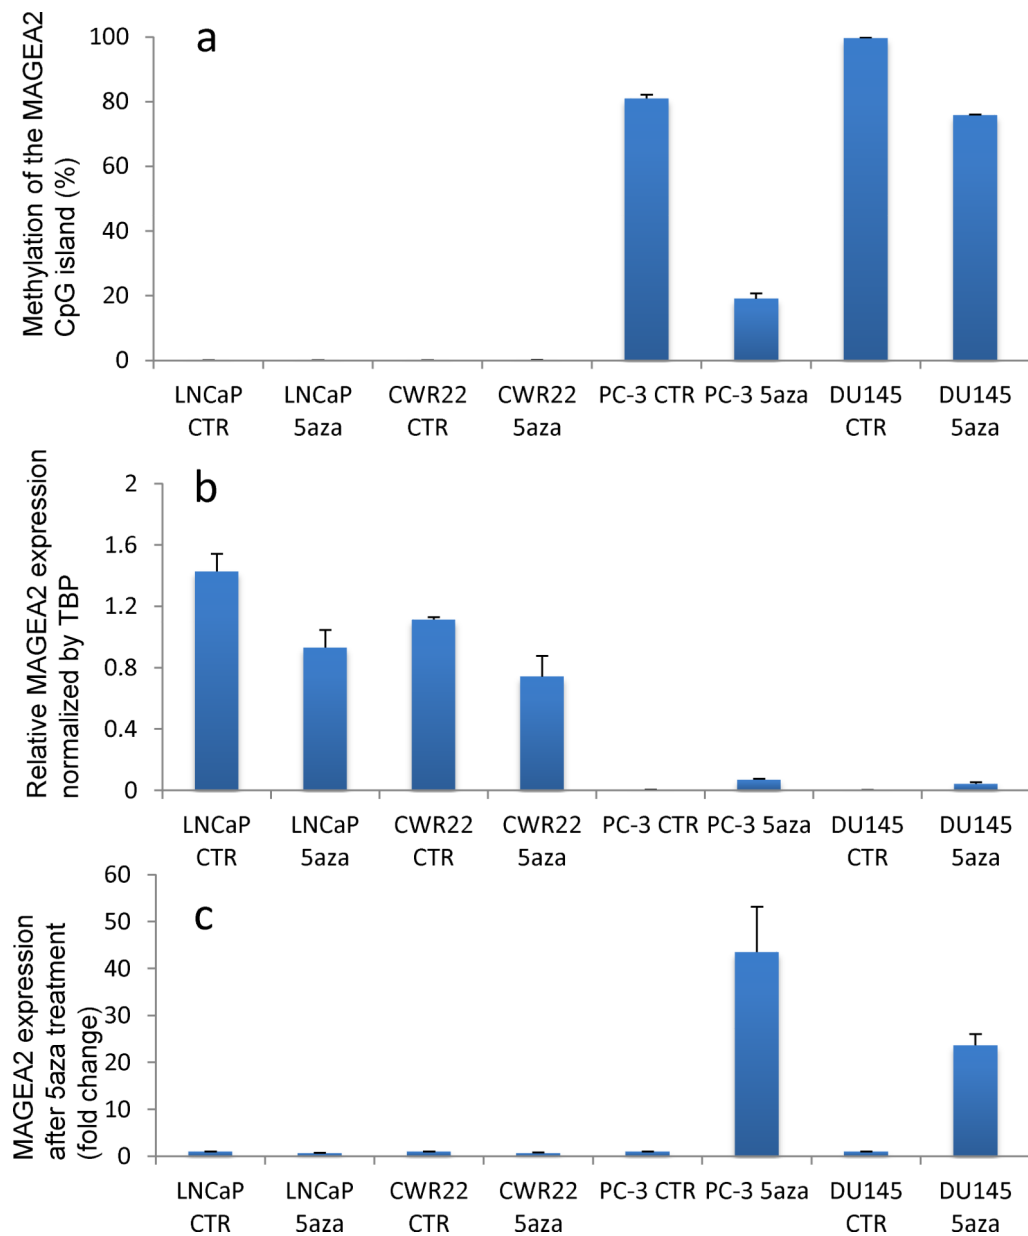 a
Methylation of the MAGEA2
CpG island (%)
100
80
60
40
20
0
LNCaP CTR
LNCaP 5aza
CWR22 CTR
CWR22 5aza
PC-3 CTR
PC-3 5aza
DU145 CTR
DU145 5aza
b
Relative MAGEA2 expression
normalized by TBP
2
1.6
1.2
0.8
0.4
0
LNCaP CTR
LNCaP 5aza
CWR22 CTR
CWR22 5aza
PC-3 CTR
PC-3 5aza
DU145 CTR
DU145 5aza
c
MAGEA2 expression
after 5aza treatment
(fold change)
60
50
40
30
20
10
0
LNCaP CTR
LNCaP 5aza
CWR22 CTR
CWR22 5aza
PC-3 CTR
PC-3 5aza
DU145 CTR
DU145 5aza